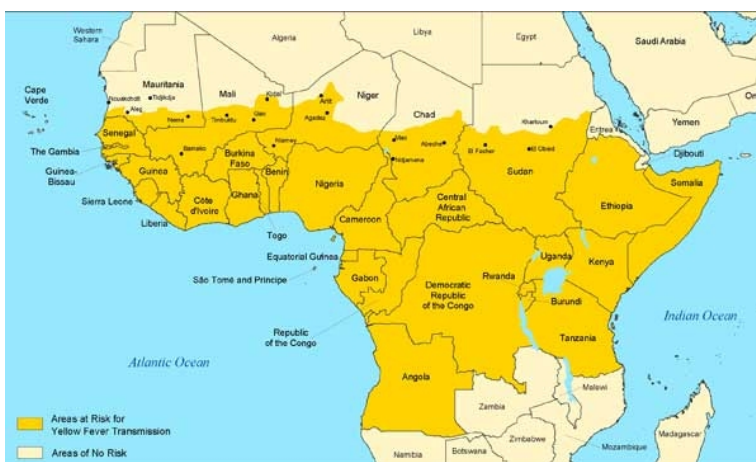 Western
Sahara
Algeria
Libya
Egypt
Saudi Arabia
Mauritania
Mali
Niger
Chad
Cape
Verde
Nouakchott
Tidjikdja
Aleg
Nema
Kidal
Timbuktu
Gao
Arlit
Agadez
Khartoum
Eritrea
Yemen
Djibouti
Senegal
The Gambia
Guinea-
Bissau
Bamako
Niamey
Mao
Abeche
Ndjamena
El Fasher
El Obeid
Burkina
Faso
Guinea
Benin
Sudan
Somalia
Sierra Leone
Côte
d'Ivoire
Ghana
Nigeria
Central
African
Republic
Ethiopia
Liberia
Cameroon
Togo
Equatorial Guinea
São Tomé and Principe
Gabon
Democratic
Republic
of the Congo
Uganda
Kenya
Rwanda
Burundi
Republic
of the Congo
Tanzania
Indian Ocean
Atlantic Ocean
Angola
Malawi
Zambia
Zimbabwe
Mozambique
Madagascar
Namibia
Botswana
Areas at Risk for
Yellow Fever Transmission
Areas of No Risk